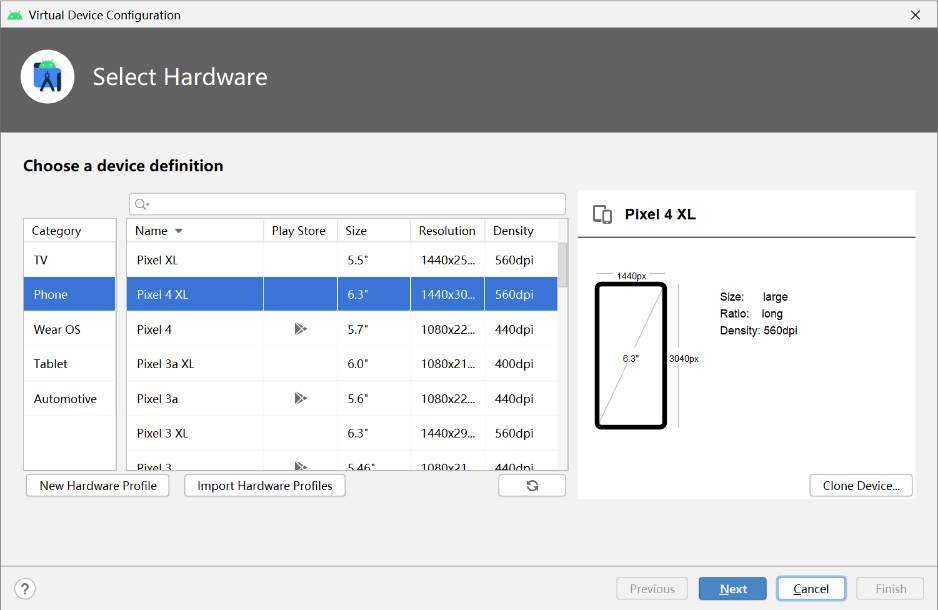 Virtual Device Configuration
Select Hardware
Choose a device definition
Category
TV
Phone
Wear OS
Tablet
Automotive
Name Play Store Size Resolution Density
Pixel XL 5.5" 1440x25... 560dpi
Pixel 4 XL 6.3" 1440x30... 560dpi
Pixel 4 5.7" 1080x22... 440dpi
Pixel 3a XL 6.0" 1080x21... 400dpi
Pixel 3a 5.6" 1080x22... 440dpi
Pixel 3 XL 6.3" 1440x29... 560dpi
Pixel 3 5.46" 1080x21... 440dpi
New Hardware Profile Import Hardware Profiles
Pixel 4 XL
1440px
6.3"
3040px
Size: large
Ratio: long
Density: 560dpi
Clone Device...
? Previous Next Cancel Finish